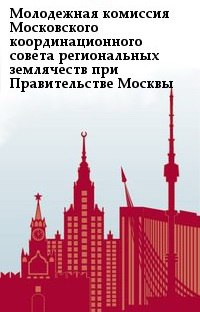 Молодежная комиссия
Московского
координационного
совета региональных
землячеств при
Правительстве Москвы